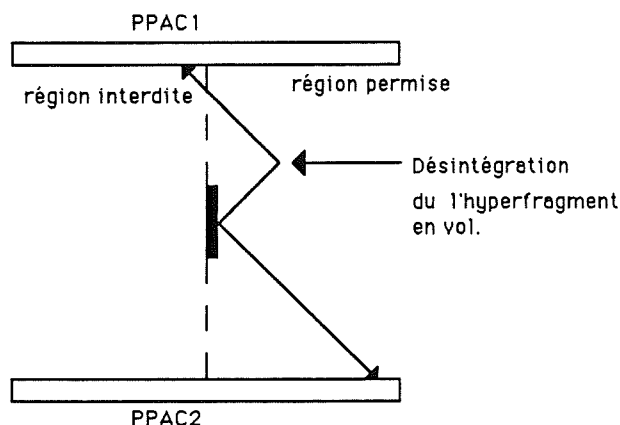 PPAC1
région interdite
région permise
Désintégration
du l'hyperfragment
en vol.
PPAC2